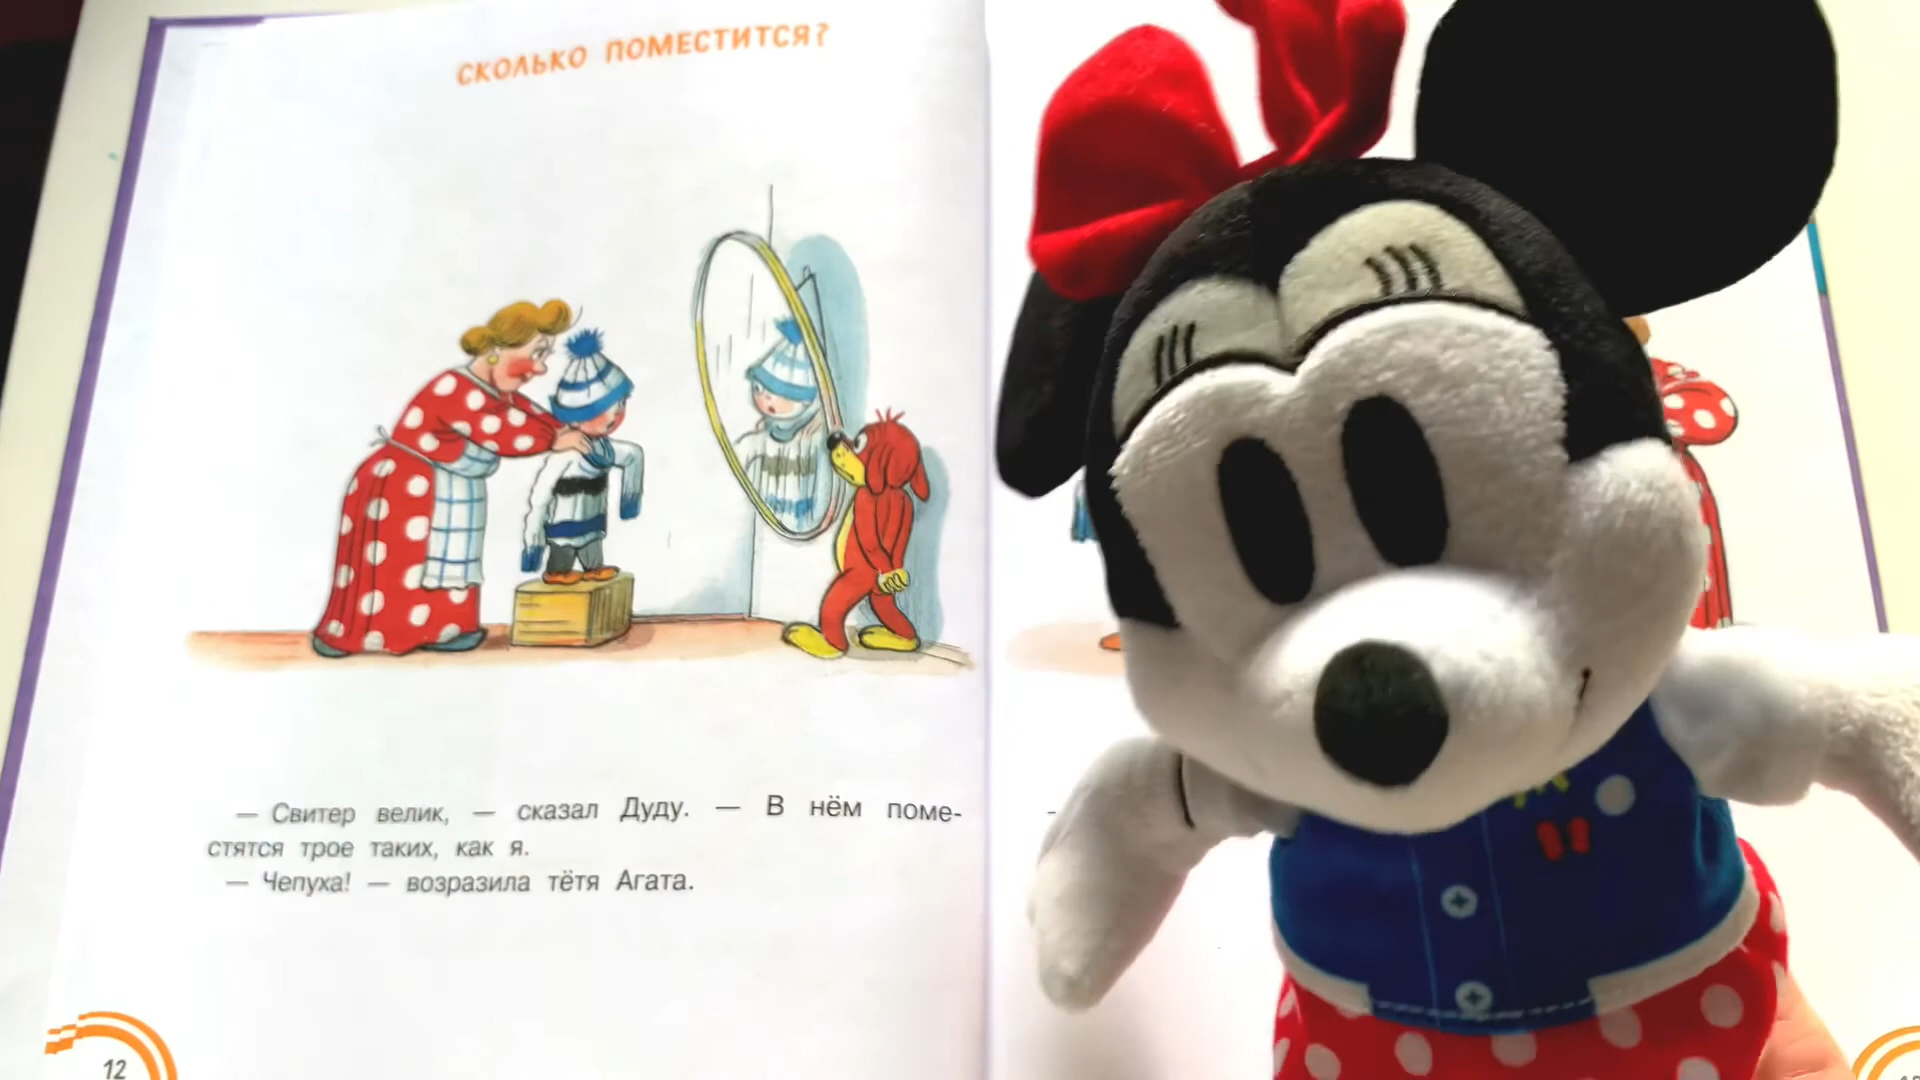 СКОЛЬКО ПОМЕСТИТСЯ?
— Свитер велик, — сказал Дуду. — В нём поме-
стятся трое таких, как я.
— Чепуха! — возразила тётя Агата.
12